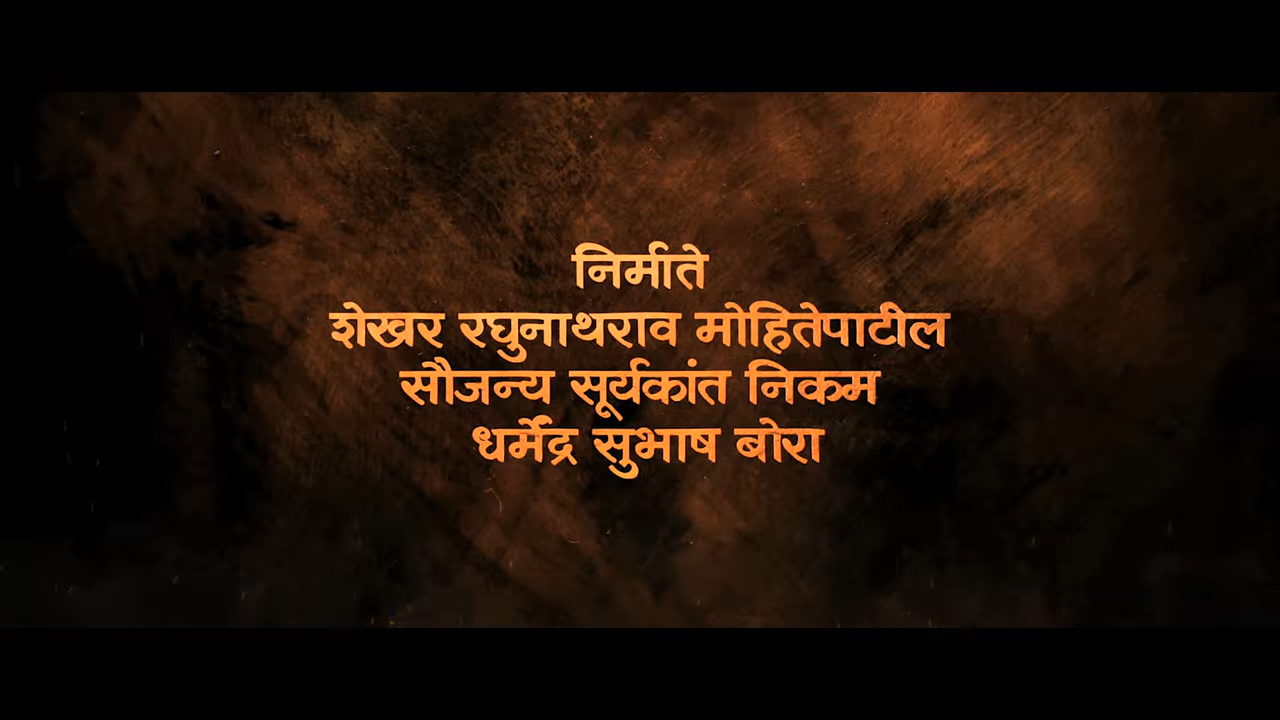 निर्माते
शेखर रघुनाथराव मोहितेपाटील
सौजन्य सूर्यकांत निकम
धर्मेंद्र सुभाष बोरा